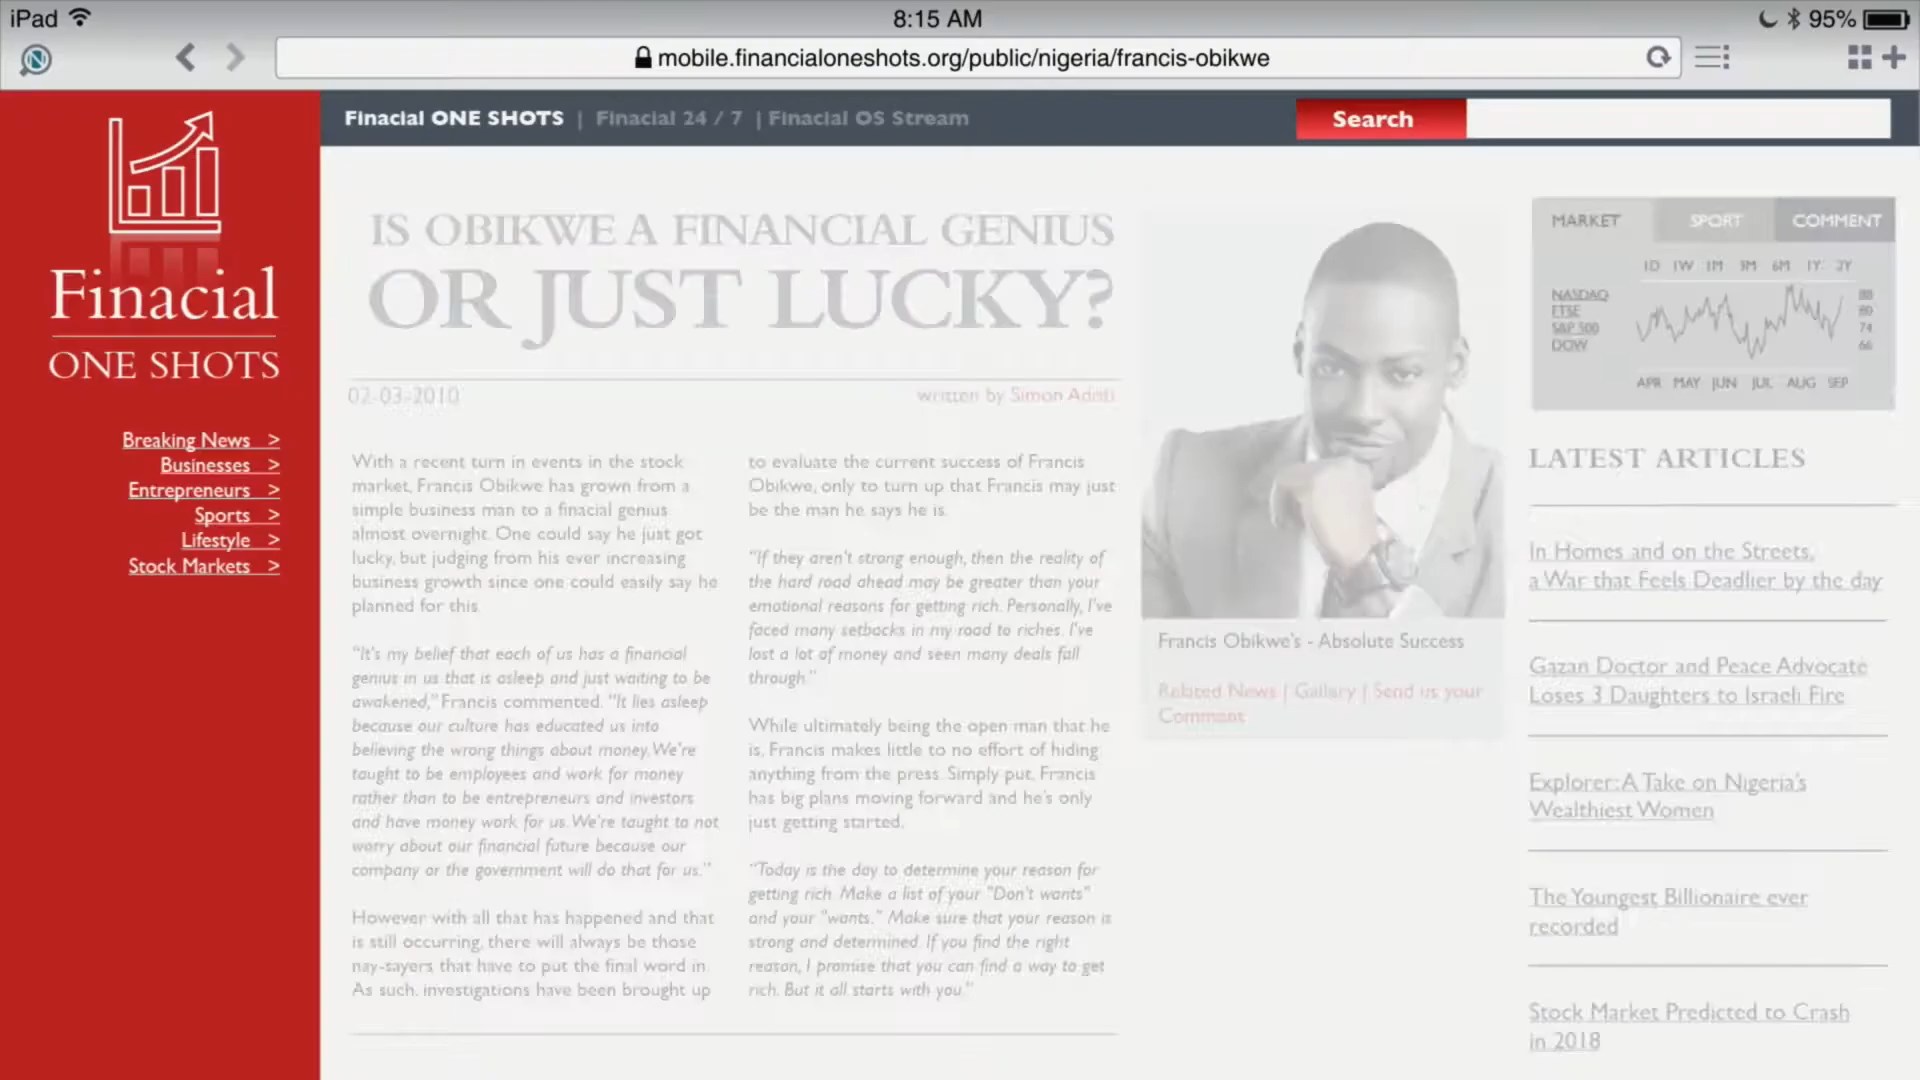 iPad
8:15 AM
95%
mobile.financialoneshots.org/public/nigeria/francis-obikwe
Finacial ONE SHOTS | Finacial 24 / 7 | Finacial OS Stream
Search
Finacial
ONE SHOTS
Breaking News >
Businesses >
Entrepreneurs >
Sports >
Lifestyle >
Stock Markets >
IS OBIKWE A FINANCIAL GENIUS
OR JUST LUCKY?
02-03-2010
written by Simon
With a recent turn in events in the stock
market, Francis Obikwe has grown from a
simple business man to a finacial genius
almost overnight. One could say he just got
lucky, but judging from his ever increasing
business growth since one could easily say he
planned for this.
"It's my belief that each of us has a financial
genius in us that is asleep and just waiting to be
awakened," Francis commented. "It lies asleep
because our culture has educated us into
believing the wrong things about money. We're
taught to be employees and work for money
rather than to be entrepreneurs and investors
and have money work for us. We're taught to not
worry about our financial future because our
company or the government will do that for us."
However with all that has happened and that
is still occurring, there will always be those
nay-sayers that have to put the final word in.
As such, investigations have been brought up
to evaluate the current success of Francis
Obikwe, only to turn up that Francis may just
be the man he says he is.
"If they aren't strong enough, then the reality of
the hard road ahead may be greater than your
emotional reasons for getting rich. Personally, I've
faced many setbacks in my road to riches. I've
lost a lot of money and seen many deals fall
through."
While ultimately being the open man that he
is, Francis makes little to no effort of hiding
anything from the press. Simply put, Francis
has big plans moving forward and he's only
just getting started.
"Today is the day to determine your reason for
getting rich. Make a list of your "Don't wants"
and your "wants." Make sure that your reason is
strong and determined. If you find the right
reason, I promise that you can find a way to get
rich. But it all starts with you."
Francis Obikwe's - Absolute Success
Related News | Gallery | Send us your
Comment
MARKET SPORT COMMENT
1D 1W 1M 3M 6M 1Y 2Y
NASDAQ 88
FTSE 80
S&P 500 74
DOW 66
APR MAY JUN JUL AUG SEP
LATEST ARTICLES
In Homes and on the Streets,
a War that Feels Deadlier by the day
Gazan Doctor and Peace Advocate
Loses 3 Daughters to Israeli Fire
Explorer: A Take on Nigeria's
Wealthiest Women
The Youngest Billionaire ever
recorded
Stock Market Predicted to Crash
in 2018